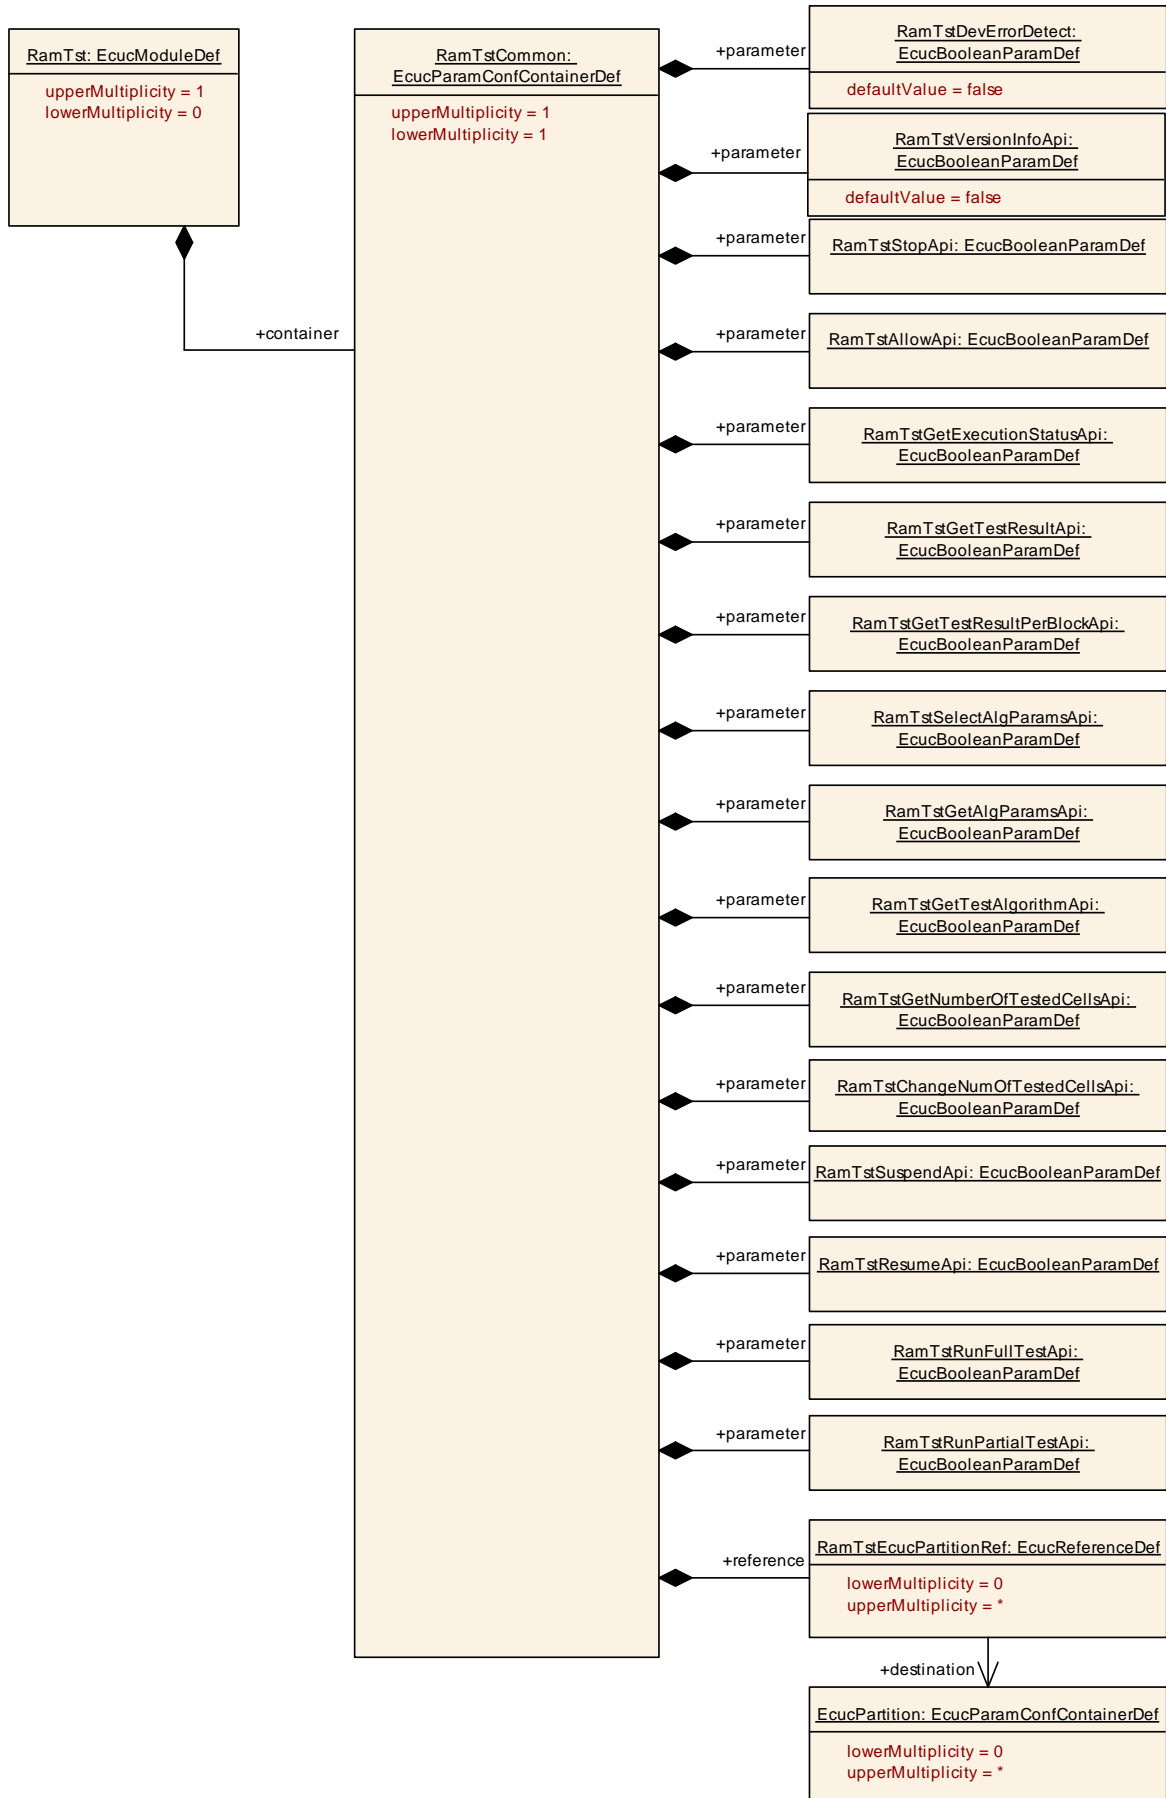 RamTst: EcucModuleDef
upperMultiplicity = 1
lowerMultiplicity = 0
+container
RamTstCommon:
EcucParamConfContainerDef
upperMultiplicity = 1
lowerMultiplicity = 1
+parameter
RamTstDevErrorDetect:
EcucBooleanParamDef
defaultValue = false
+parameter
RamTstVersionInfoApi:
EcucBooleanParamDef
defaultValue = false
+parameter
RamTstStopApi: EcucBooleanParamDef
+parameter
RamTstAllowApi: EcucBooleanParamDef
+parameter
RamTstGetExecutionStatusApi:
EcucBooleanParamDef
+parameter
RamTstGetTestResultApi:
EcucBooleanParamDef
+parameter
RamTstGetTestResultPerBlockApi:
EcucBooleanParamDef
+parameter
RamTstSelectAlgParamsApi:
EcucBooleanParamDef
+parameter
RamTstGetAlgParamsApi:
EcucBooleanParamDef
+parameter
RamTstGetTestAlgorithmApi:
EcucBooleanParamDef
+parameter
RamTstGetNumberOfTestedCellsApi:
EcucBooleanParamDef
+parameter
RamTstChangeNumOfTestedCellsApi:
EcucBooleanParamDef
+parameter
RamTstSuspendApi: EcucBooleanParamDef
+parameter
RamTstResumeApi: EcucBooleanParamDef
+parameter
RamTstRunFullTestApi:
EcucBooleanParamDef
+parameter
RamTstRunPartialTestApi:
EcucBooleanParamDef
+reference
RamTstEcucPartitionRef: EcucReferenceDef
lowerMultiplicity = 0
upperMultiplicity = *
+destination
EcucPartition: EcucParamConfContainerDef
lowerMultiplicity = 0
upperMultiplicity = *